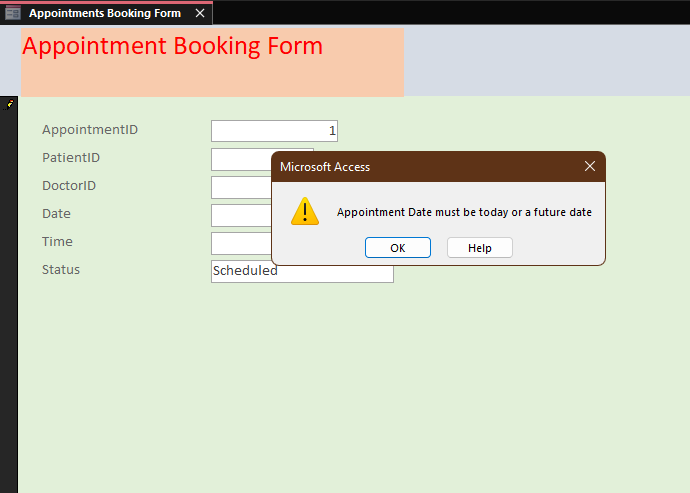 Appointments Booking Form
Appointment Booking Form
AppointmentID 1
PatientID
DoctorID
Date
Time
Status Scheduled
Microsoft Access
Appointment Date must be today or a future date
OK Help